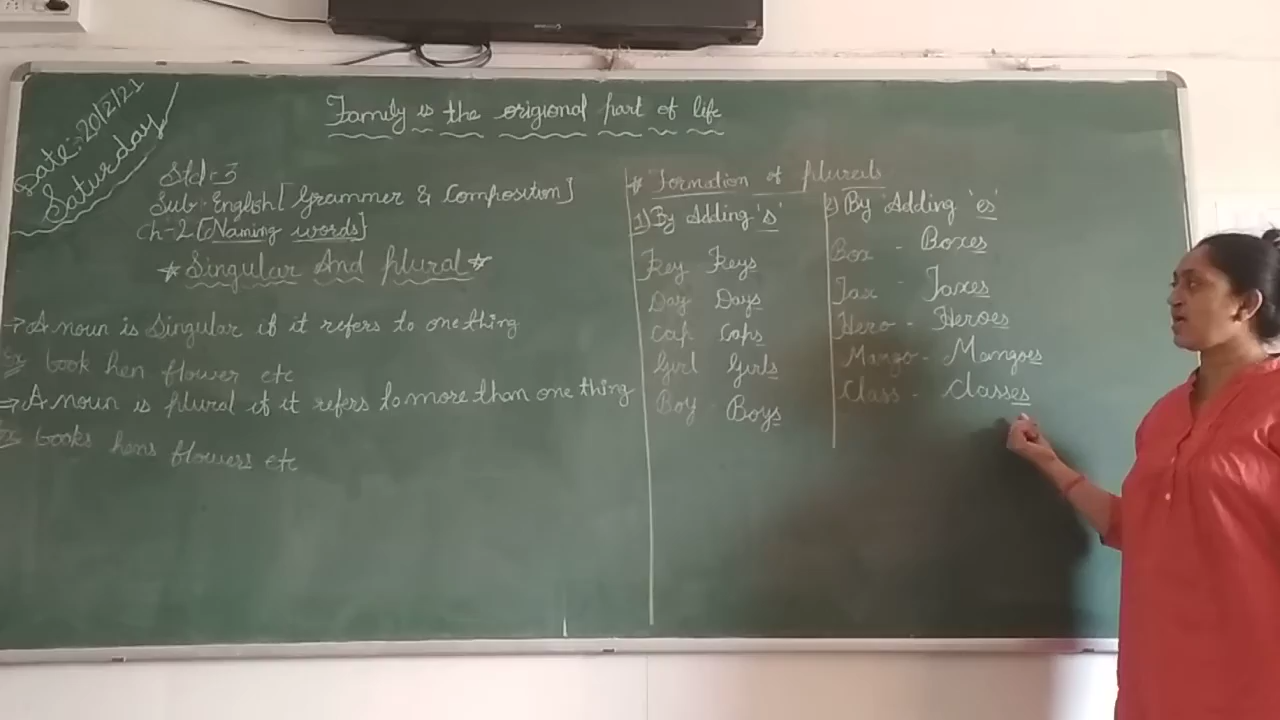 Date:-20/2/21
Saturday
Family is the origional part of life
Std-3
Sub-English[Grammer & Composition]
Ch-2[Naming words]
*Singular And plural*
→A noun is singular if it refers to one thing
Ex book hen flower etc
→A noun is plural if it refers to more than one thing
Ex books hens flowers etc
* Formation of plurals
1) By Adding 's'
Key Keys
Day Days
Cap Caps
Girl Girls
Boy - Boys
2) By Adding 'es'
Box - Boxes
Tax - Taxes
Hero - Heroes
Mango - Mangoes
Class - Classes